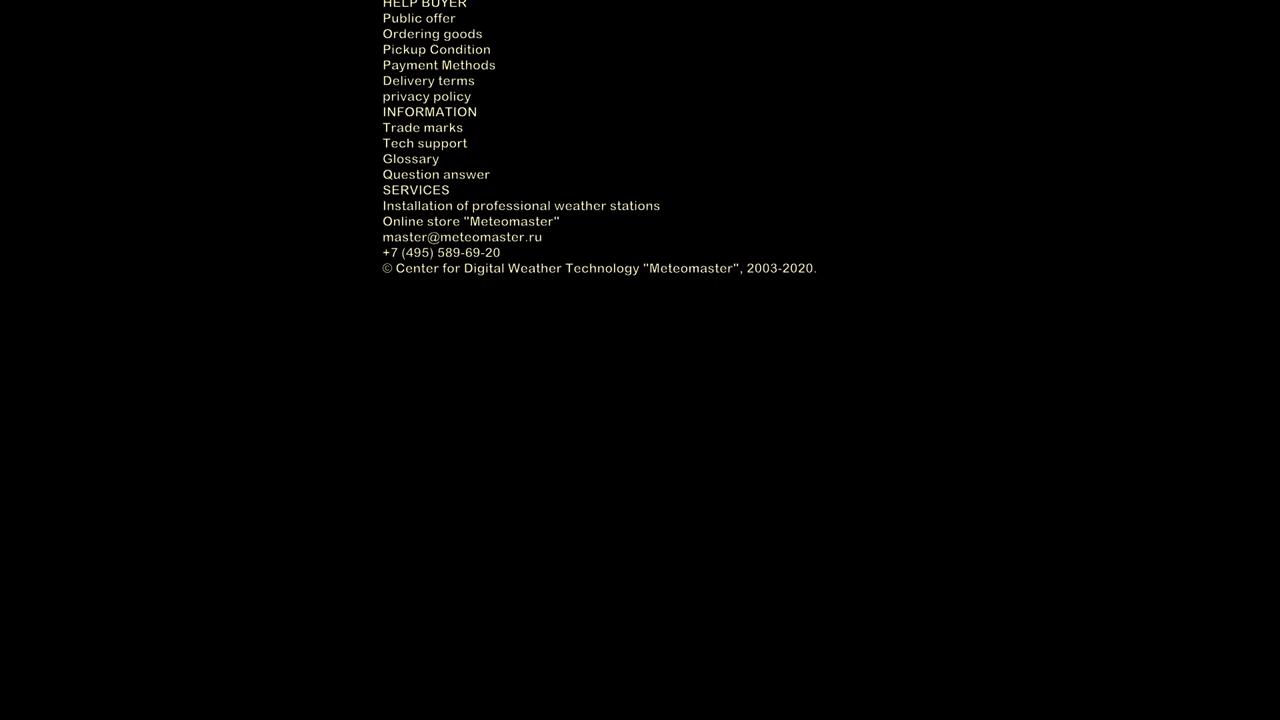 HELP BUYER
Public offer
Ordering goods
Pickup Condition
Payment Methods
Delivery terms
privacy policy
INFORMATION
Trade marks
Tech support
Glossary
Question answer
SERVICES
Installation of professional weather stations
Online store "Meteomaster"
master@meteomaster.ru
+7 (495) 589-69-20
© Center for Digital Weather Technology "Meteomaster", 2003-2020.